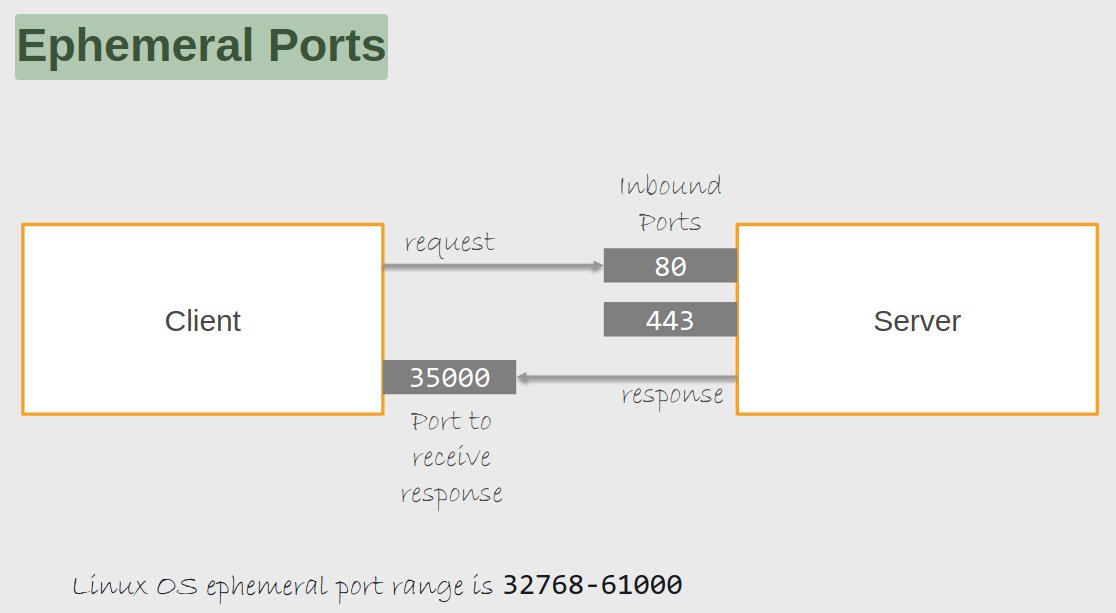 Ephemeral Ports
Inbound
Ports
request
80
Client
443
Server
35000
response
Port to
receive
response
Linux OS ephemeral port range is 32768-61000